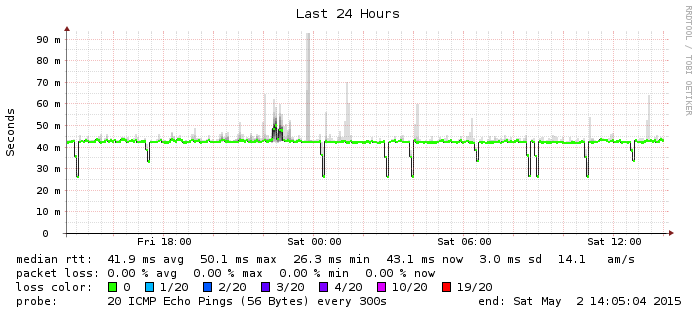 Last 24 Hours
RRDTOOL / TOBI OETIKER
Seconds
90 m
80 m
70 m
60 m
50 m
40 m
30 m
20 m
10 m
0
Fri 18:00 Sat 00:00 Sat 06:00 Sat 12:00
median rtt: 41.9 ms avg 50.1 ms max 26.3 ms min 43.1 ms now 3.0 ms sd 14.1 am/s
packet loss: 0.00 % avg 0.00 % max 0.00 % min 0.00 % now
loss color: 0 1/20 2/20 3/20 4/20 10/20 19/20
probe: 20 ICMP Echo Pings (56 Bytes) every 300s end: Sat May 2 14:05:04 2015